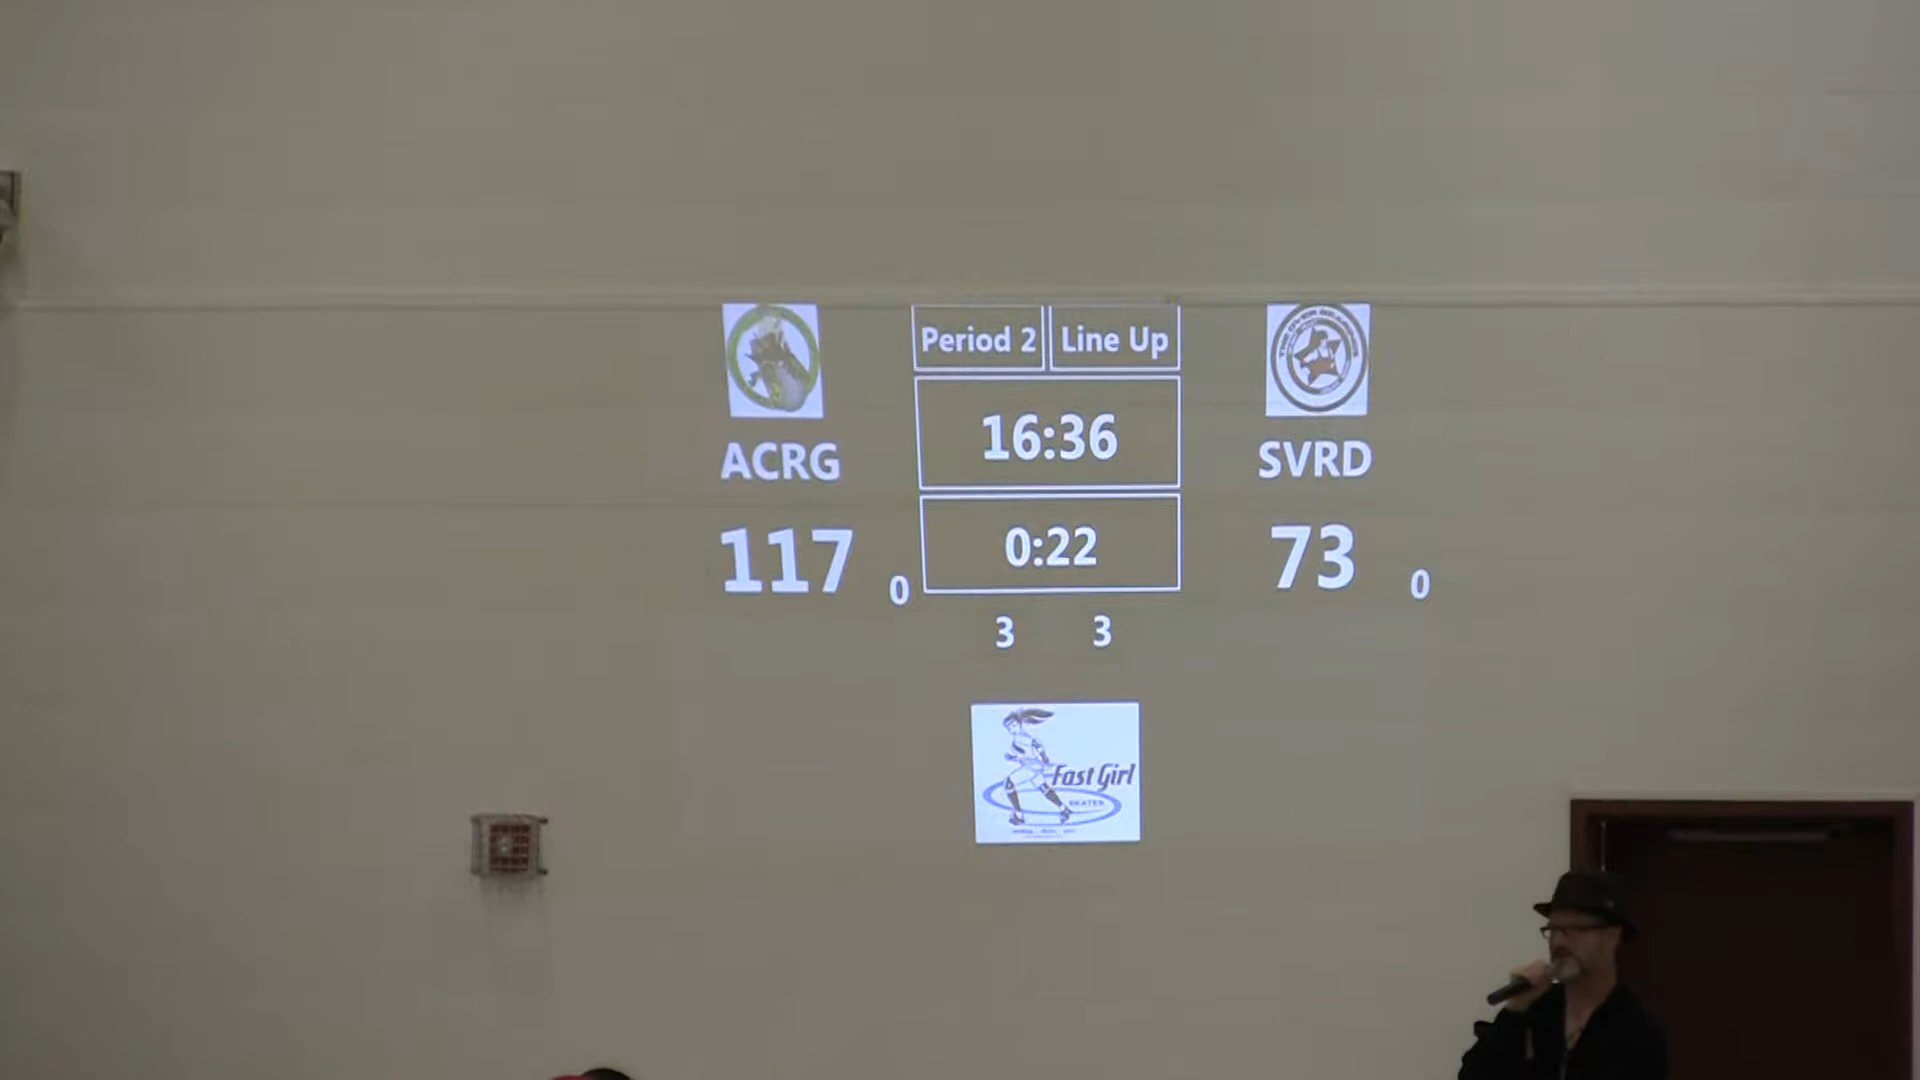 Period 2
Line Up
16:36
ACRG
SVRD
117
0
0:22
73
0
3
3
Fast Girl
SKATES